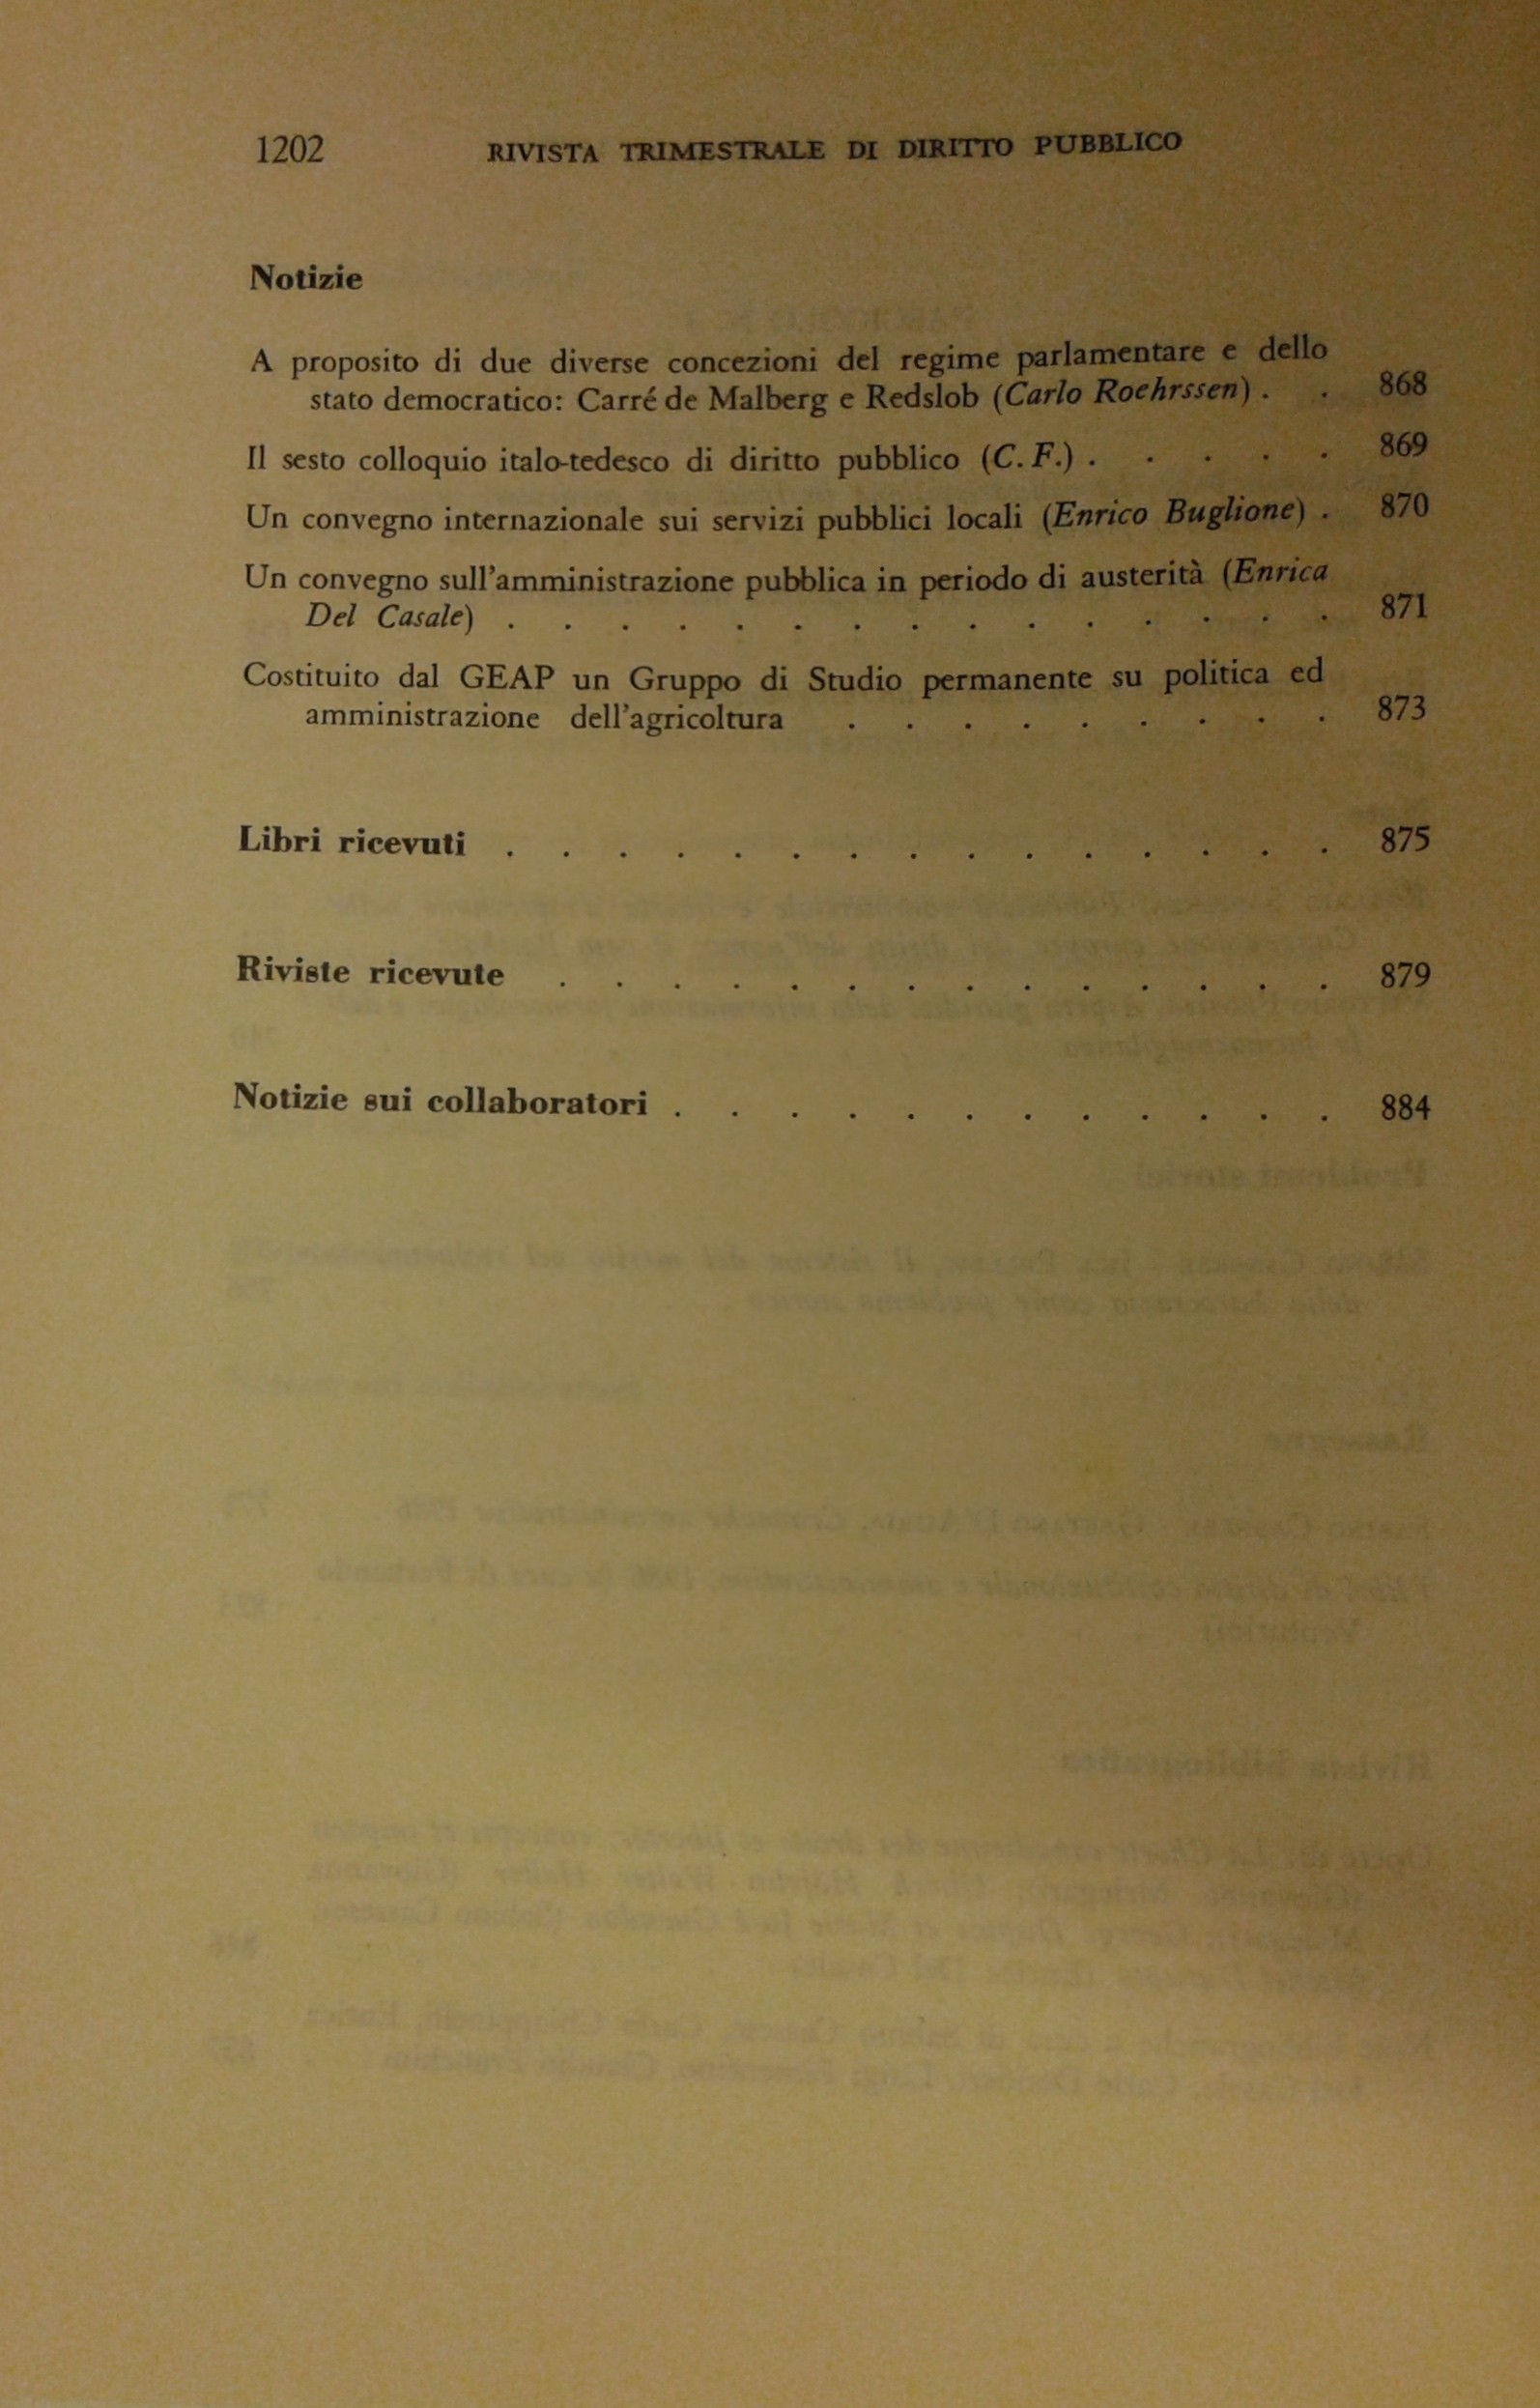 1202 RIVISTA TRIMESTRALE DI DIRITTO PUBBLICO
Notizie
A proposito di due diverse concezioni del regime parlamentare e dello
stato democratico: Carré de Malberg e Redslob (Carlo Roehrssen) . . 868
Il sesto colloquio italo-tedesco di diritto pubblico (C. F.) . . . . . 869
Un convegno internazionale sui servizi pubblici locali (Enrico Buglione) . 870
Un convegno sull'amministrazione pubblica in periodo di austerità (Enrica
Del Casale) . . . . . . . . . . . . . . . 871
Costituito dal GEAP un Gruppo di Studio permanente su politica ed
amministrazione dell'agricoltura . . . . . . . . . 873
Libri ricevuti . . . . . . . . . . . . . . . 875
Riviste ricevute . . . . . . . . . . . . . . 879
Notizie sui collaboratori . . . . . . . . . . . . 884